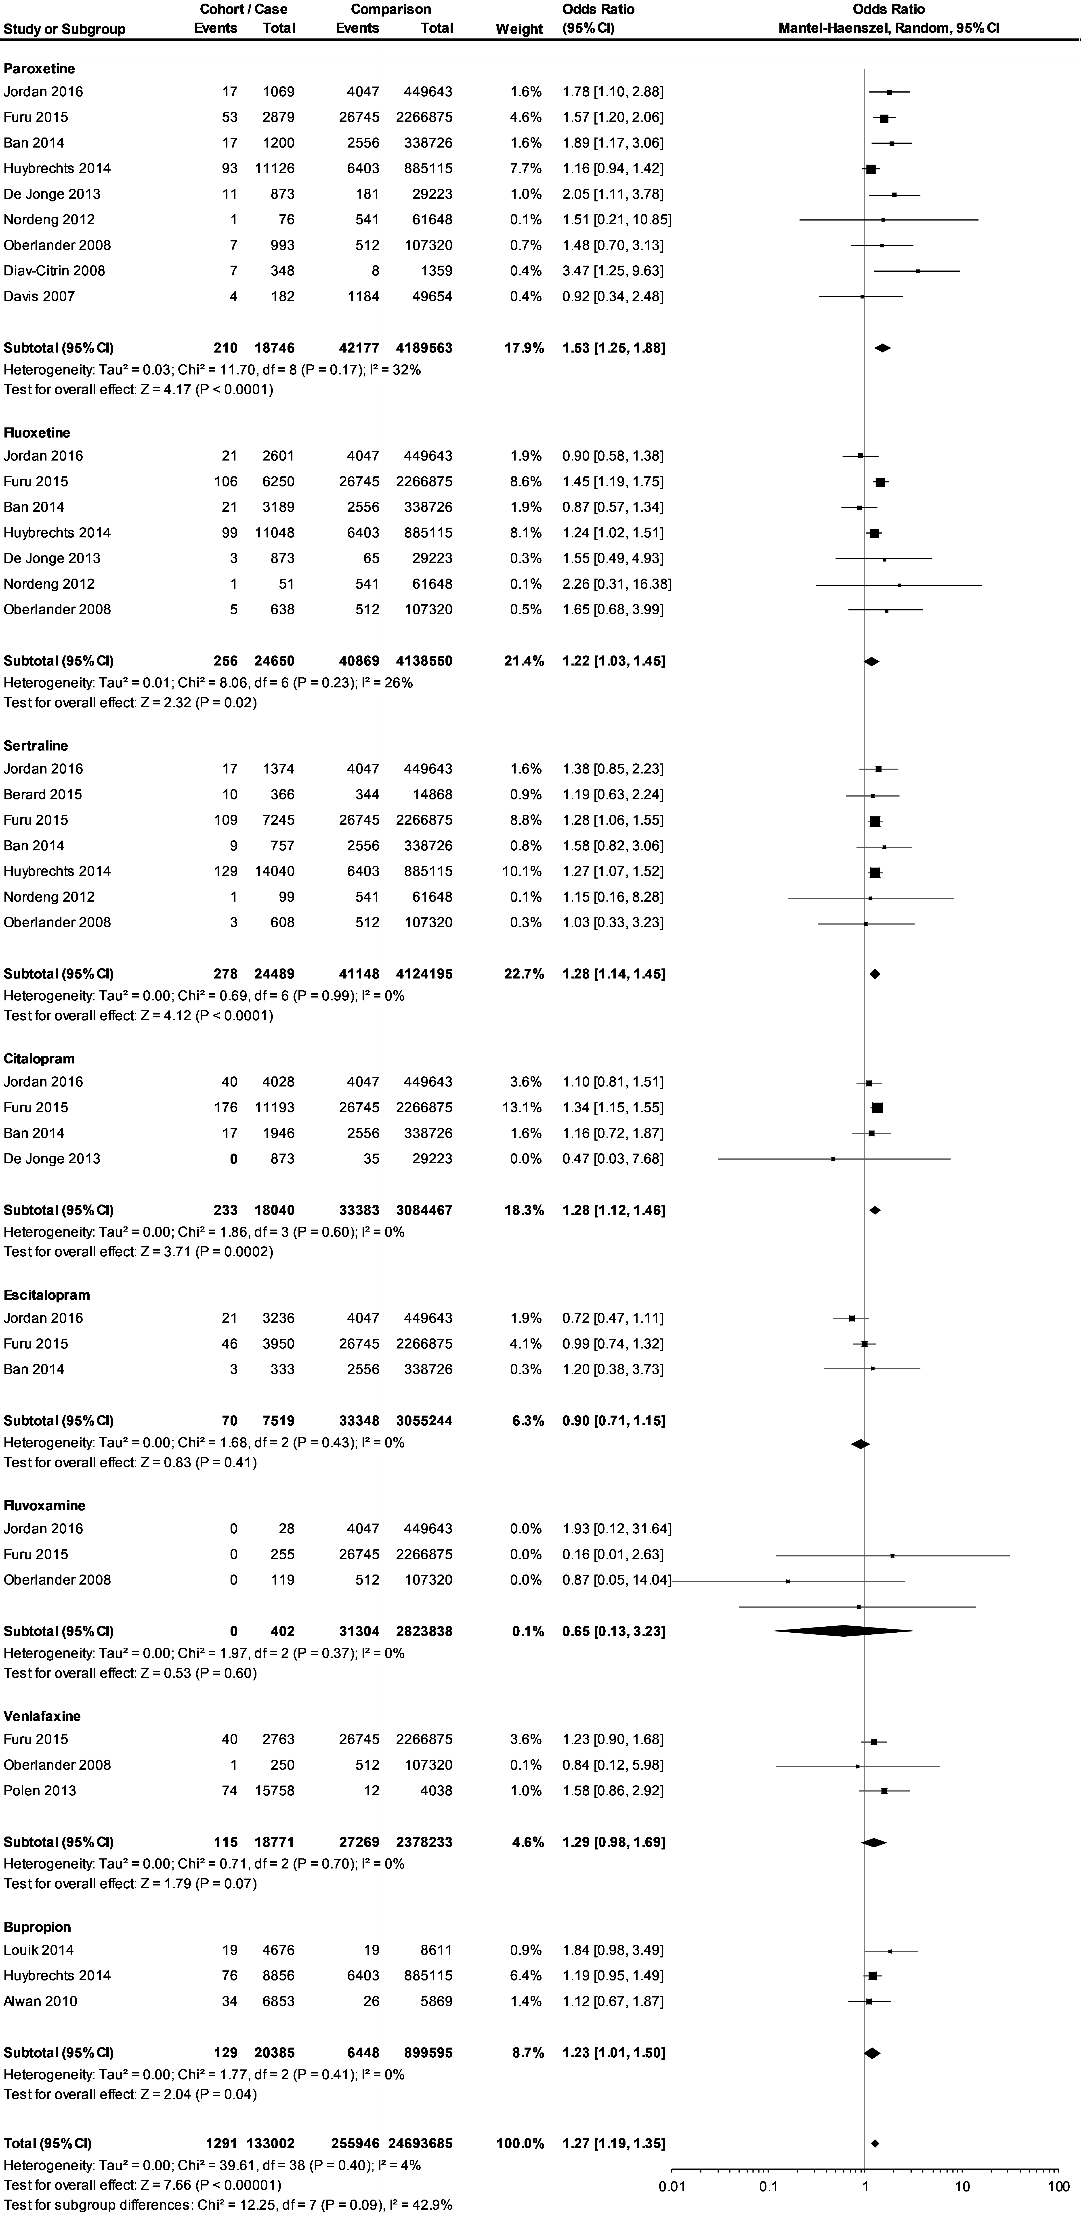 Cohort / Case Comparison Odds Ratio Odds Ratio
Study or Subgroup Events Total Events Total Weight (95% CI) Mantel-Haenszel, Random, 95% CI
Paroxetine
Jordan 2016 17 1069 4047 449643 1.6% 1.78 [1.10, 2.88]
Furu 2015 53 2879 26745 2266875 4.6% 1.57 [1.20, 2.06]
Ban 2014 17 1200 2556 338726 1.6% 1.89 [1.17, 3.06]
Huybrechts 2014 93 11126 6403 885115 7.7% 1.16 [0.94, 1.42]
De Jonge 2013 11 873 181 29223 1.0% 2.05 [1.11, 3.78]
Nordeng 2012 1 76 541 61648 0.1% 1.51 [0.21, 10.85]
Oberlander 2008 7 993 512 107320 0.7% 1.48 [0.70, 3.13]
Diav-Citrin 2008 7 348 8 1359 0.4% 3.47 [1.25, 9.63]
Davis 2007 4 182 1184 49654 0.4% 0.92 [0.34, 2.48]
Subtotal (95% CI) 210 18746 42177 4189563 17.9% 1.53 [1.25, 1.88]
Heterogeneity: Tau² = 0.03; Chi² = 11.70, df = 8 (P = 0.17); I² = 32%
Test for overall effect: Z = 4.17 (P < 0.0001)
Fluoxetine
Jordan 2016 21 2601 4047 449643 1.9% 0.90 [0.58, 1.38]
Furu 2015 106 6250 26745 2266875 8.6% 1.45 [1.19, 1.75]
Ban 2014 21 3189 2556 338726 1.9% 0.87 [0.57, 1.34]
Huybrechts 2014 99 11048 6403 885115 8.1% 1.24 [1.02, 1.51]
De Jonge 2013 3 873 65 29223 0.3% 1.55 [0.49, 4.93]
Nordeng 2012 1 51 541 61648 0.1% 2.26 [0.31, 16.38]
Oberlander 2008 5 638 512 107320 0.5% 1.65 [0.68, 3.99]
Subtotal (95% CI) 256 24650 40869 4138550 21.4% 1.22 [1.03, 1.45]
Heterogeneity: Tau² = 0.01; Chi² = 8.06, df = 6 (P = 0.23); I² = 26%
Test for overall effect: Z = 2.32 (P = 0.02)
Sertraline
Jordan 2016 17 1374 4047 449643 1.6% 1.38 [0.85, 2.23]
Berard 2015 10 366 344 14868 0.9% 1.19 [0.63, 2.24]
Furu 2015 109 7245 26745 2266875 8.8% 1.28 [1.06, 1.55]
Ban 2014 9 757 2556 338726 0.8% 1.58 [0.82, 3.06]
Huybrechts 2014 129 14040 6403 885115 10.1% 1.27 [1.07, 1.52]
Nordeng 2012 1 99 541 61648 0.1% 1.15 [0.16, 8.28]
Oberlander 2008 3 608 512 107320 0.3% 1.03 [0.33, 3.23]
Subtotal (95% CI) 278 24489 41148 4124195 22.7% 1.28 [1.14, 1.45]
Heterogeneity: Tau² = 0.00; Chi² = 0.69, df = 6 (P = 0.99); I² = 0%
Test for overall effect: Z = 4.12 (P < 0.0001)
Citalopram
Jordan 2016 40 4028 4047 449643 3.6% 1.10 [0.81, 1.51]
Furu 2015 176 11193 26745 2266875 13.1% 1.34 [1.15, 1.55]
Ban 2014 17 1946 2556 338726 1.6% 1.16 [0.72, 1.87]
De Jonge 2013 0 873 35 29223 0.0% 0.47 [0.03, 7.68]
Subtotal (95% CI) 233 18040 33383 3084467 18.3% 1.28 [1.12, 1.46]
Heterogeneity: Tau² = 0.00; Chi² = 1.86, df = 3 (P = 0.60); I² = 0%
Test for overall effect: Z = 3.71 (P = 0.0002)
Escitalopram
Jordan 2016 21 3236 4047 449643 1.9% 0.72 [0.47, 1.11]
Furu 2015 46 3950 26745 2266875 4.1% 0.99 [0.74, 1.32]
Ban 2014 3 333 2556 338726 0.3% 1.20 [0.38, 3.73]
Subtotal (95% CI) 70 7519 33348 3055244 6.3% 0.90 [0.71, 1.15]
Heterogeneity: Tau² = 0.00; Chi² = 1.68, df = 2 (P = 0.43); I² = 0%
Test for overall effect: Z = 0.83 (P = 0.41)
Fluvoxamine
Jordan 2016 0 28 4047 449643 0.0% 1.93 [0.12, 31.64]
Furu 2015 0 255 26745 2266875 0.0% 0.16 [0.01, 2.63]
Oberlander 2008 0 119 512 107320 0.0% 0.87 [0.05, 14.04]
Subtotal (95% CI) 0 402 31304 2823838 0.1% 0.65 [0.13, 3.23]
Heterogeneity: Tau² = 0.00; Chi² = 1.97, df = 2 (P = 0.37); I² = 0%
Test for overall effect: Z = 0.53 (P = 0.60)
Venlafaxine
Furu 2015 40 2763 26745 2266875 3.6% 1.23 [0.90, 1.68]
Oberlander 2008 1 250 512 107320 0.1% 0.84 [0.12, 5.98]
Polen 2013 74 15758 12 4038 1.0% 1.58 [0.86, 2.92]
Subtotal (95% CI) 115 18771 27269 2378233 4.6% 1.29 [0.98, 1.69]
Heterogeneity: Tau² = 0.00; Chi² = 0.71, df = 2 (P = 0.70); I² = 0%
Test for overall effect: Z = 1.79 (P = 0.07)
Bupropion
Louik 2014 19 4676 19 8611 0.9% 1.84 [0.98, 3.49]
Huybrechts 2014 76 8856 6403 885115 6.4% 1.19 [0.95, 1.49]
Alwan 2010 34 6853 26 5869 1.4% 1.12 [0.67, 1.87]
Subtotal (95% CI) 129 20385 6448 899595 8.7% 1.23 [1.01, 1.50]
Heterogeneity: Tau² = 0.00; Chi² = 1.77, df = 2 (P = 0.41); I² = 0%
Test for overall effect: Z = 2.04 (P = 0.04)
Total (95% CI) 1291 133002 255946 24693685 100.0% 1.27 [1.19, 1.35]
Heterogeneity: Tau² = 0.00; Chi² = 39.61, df = 38 (P = 0.40); I² = 4%
Test for overall effect: Z = 7.66 (P < 0.00001)
Test for subgroup differences: Chi² = 12.25, df = 7 (P = 0.09), I² = 42.9%
0.01 0.1 1 10 100